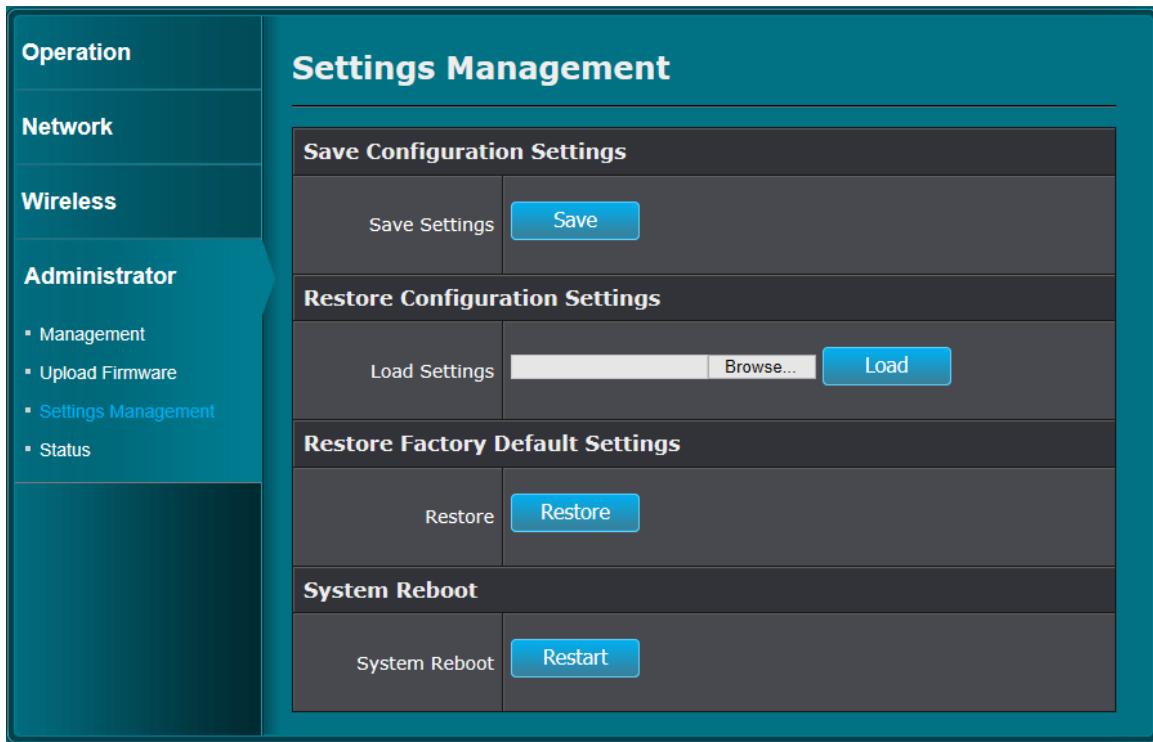 Operation
Network
Wireless
Administrator
Management
Upload Firmware
Settings Management
Status
Settings Management
Save Configuration Settings
Save Settings Save
Restore Configuration Settings
Load Settings Browse... Load
Restore Factory Default Settings
Restore Restore
System Reboot
System Reboot Restart